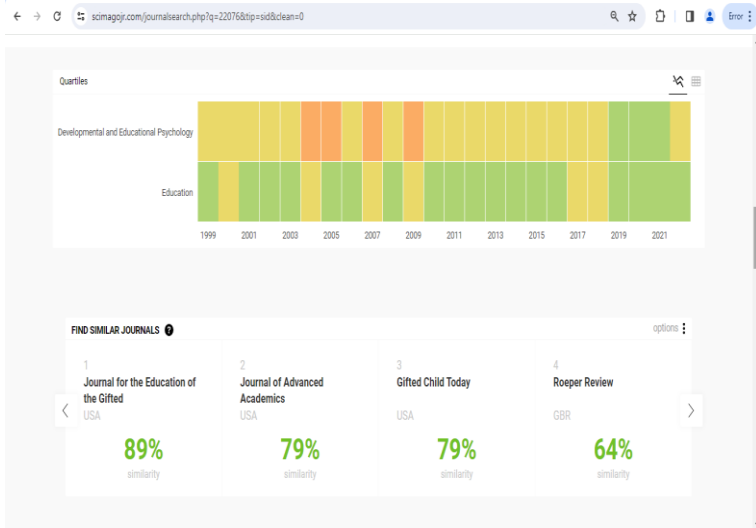 scimagojr.com/journalsearch.php?q=22076&tip=sid&clean=0
Error
Quartiles
Developmental and Educational Psychology
Education
1999 2001 2003 2005 2007 2009 2011 2013 2015 2017 2019 2021
FIND SIMILAR JOURNALS ?
options
1 2 3 4
Journal for the Education of Journal of Advanced Gifted Child Today Roeper Review
the Gifted Academics
USA USA USA GBR
89% 79% 79% 64%
similarity similarity similarity similarity